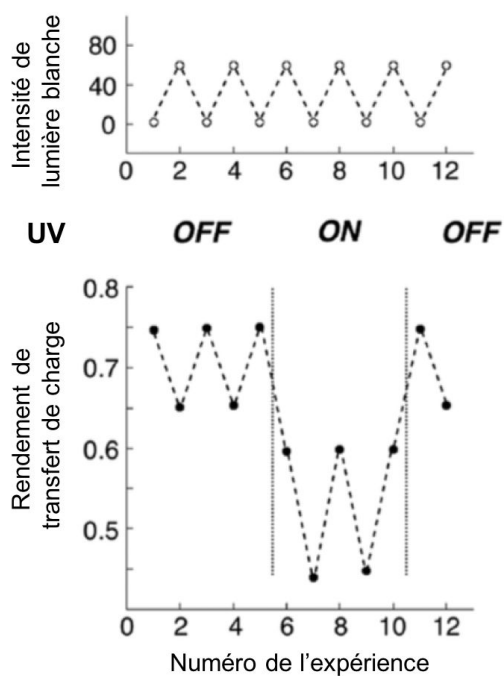 Intensité de
lumière blanche
80
40
0
2 4 6 8 10 12
UV OFF ON OFF
Rendement de
transfert de charge
0.8
0.7
0.6
0.5
0 2 4 6 8 10 12
Numéro de l'expérience